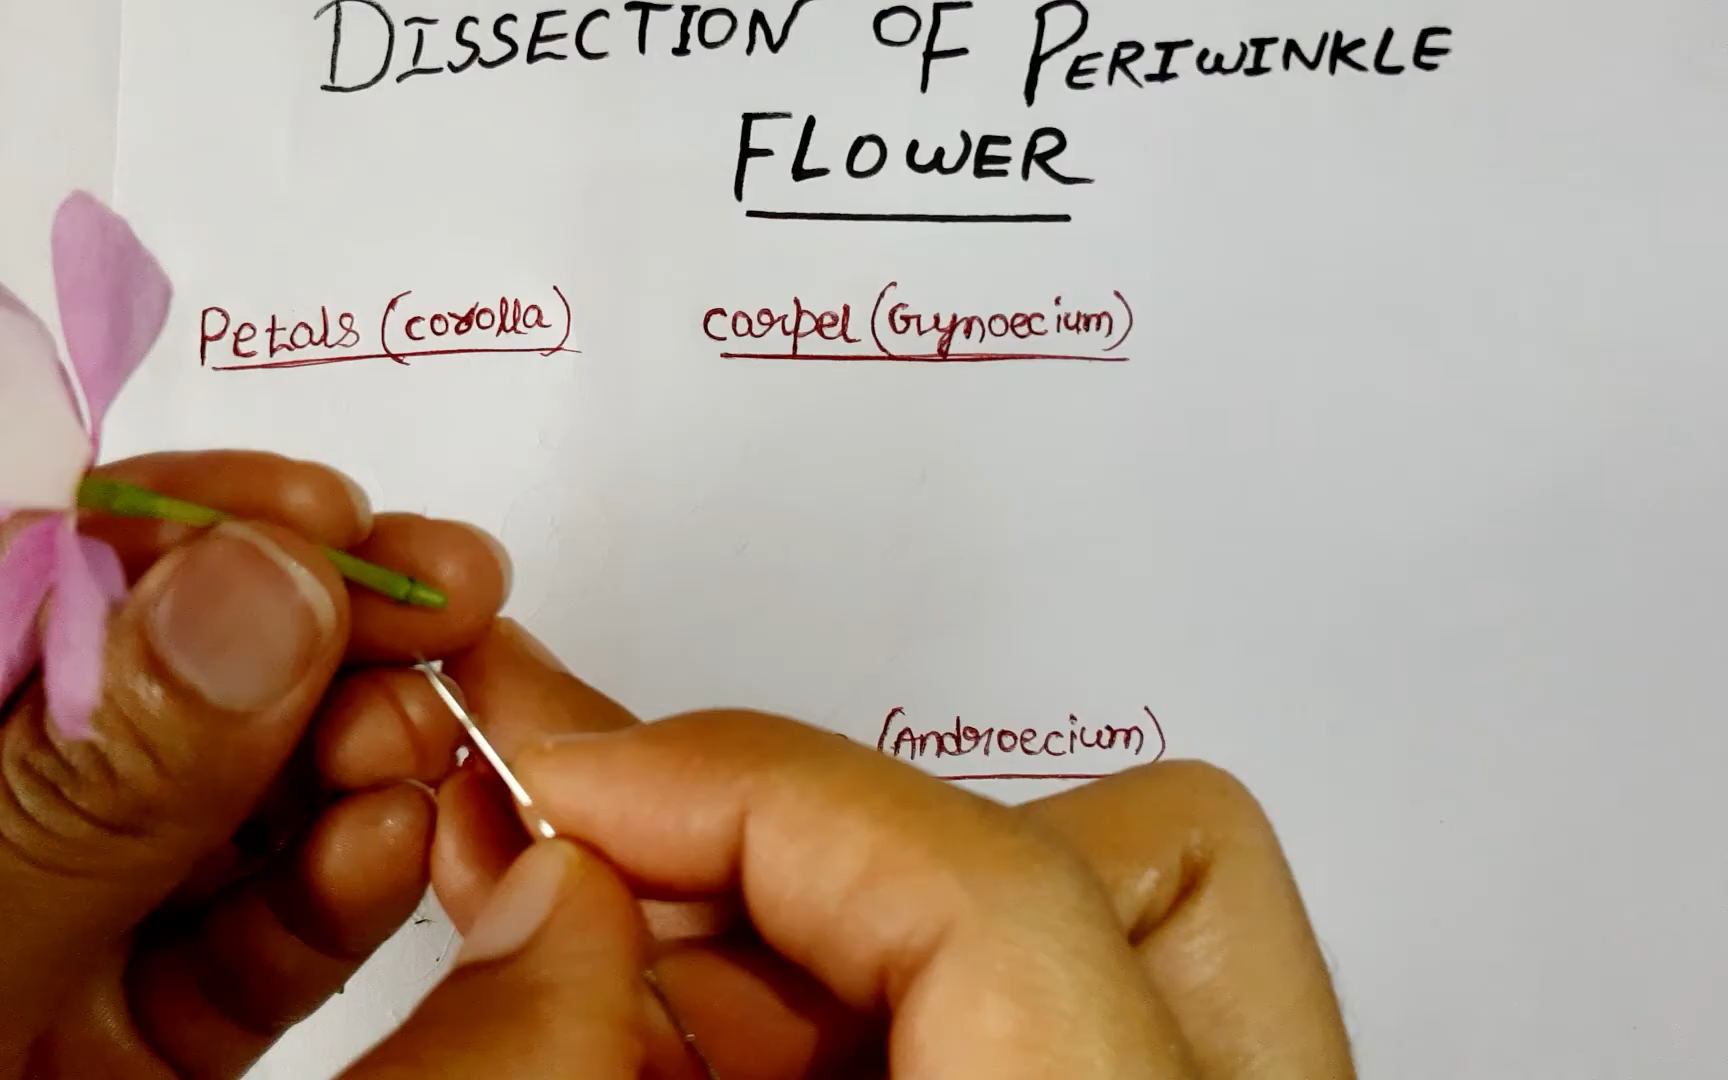 DISSECTION OF PERIWINKLE
FLOWER
Petals (corolla)
carpel (Gynoecium)
(Androecium)